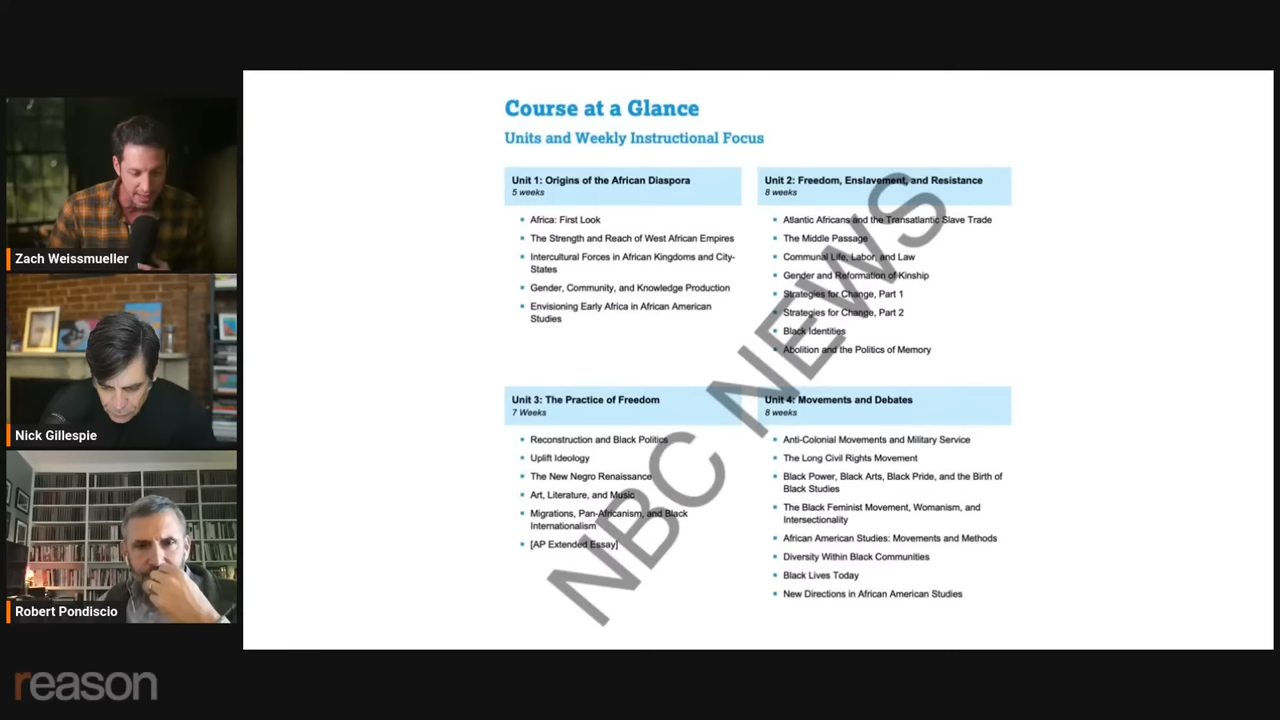 Course at a Glance
Units and Weekly Instructional Focus
Unit 1: Origins of the African Diaspora
5 weeks
Africa: First Look
The Strength and Reach of West African Empires
Intercultural Forces in African Kingdoms and City-
States
Gender, Community, and Knowledge Production
Envisioning Early Africa in African American
Studies
Unit 2: Freedom, Enslavement, and Resistance
8 weeks
Atlantic Africans and the Transatlantic Slave Trade
The Middle Passage
Communal Life, Labor, and Law
Gender and Reformation of Kinship
Strategies for Change, Part 1
Strategies for Change, Part 2
Black Identities
Abolition and the Politics of Memory
Unit 3: The Practice of Freedom
7 Weeks
Reconstruction and Black Politics
Uplift Ideology
The New Negro Renaissance
Art, Literature, and Music
Migrations, Pan-Africanism, and Black
Internationalism
[AP Extended Essay]
Unit 4: Movements and Debates
8 weeks
Anti-Colonial Movements and Military Service
The Long Civil Rights Movement
Black Power, Black Arts, Black Pride, and the Birth of
Black Studies
The Black Feminist Movement, Womanism, and
Intersectionality
African American Studies: Movements and Methods
Diversity Within Black Communities
Black Lives Today
New Directions in African American Studies
NBC NEWS
Zach Weissmueller
Nick Gillespie
Robert Pondiscio
reason